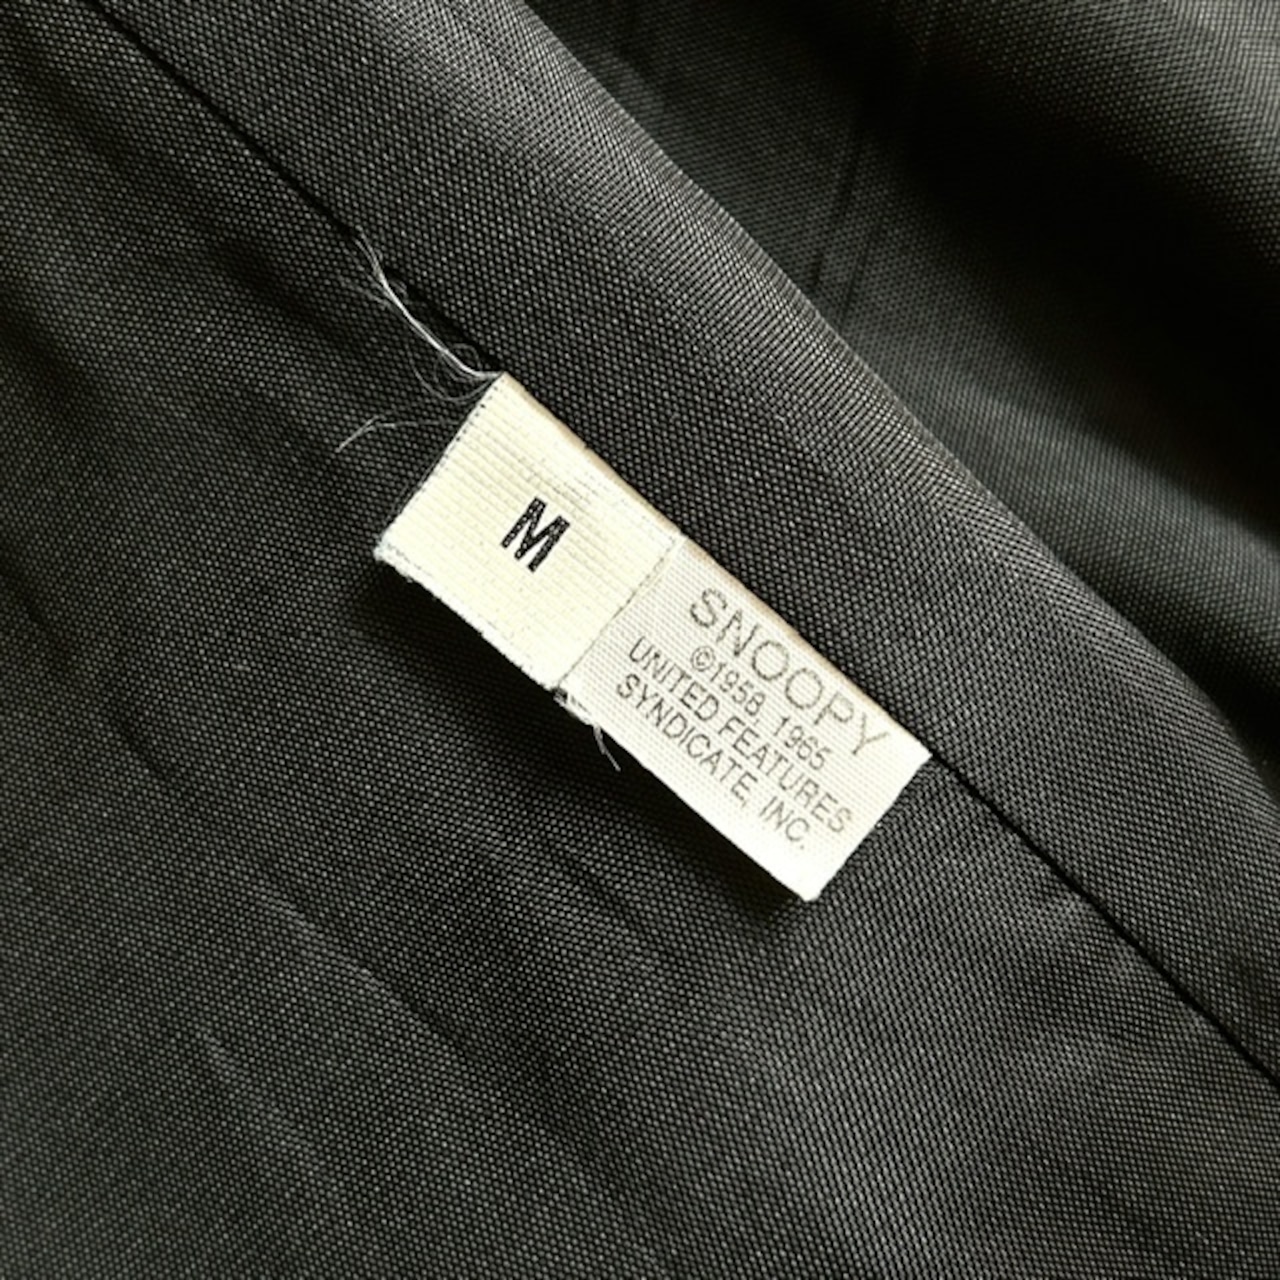 M
SNOOPY
©1958, 1965
UNITED FEATURES
SYNDICATE, INC.